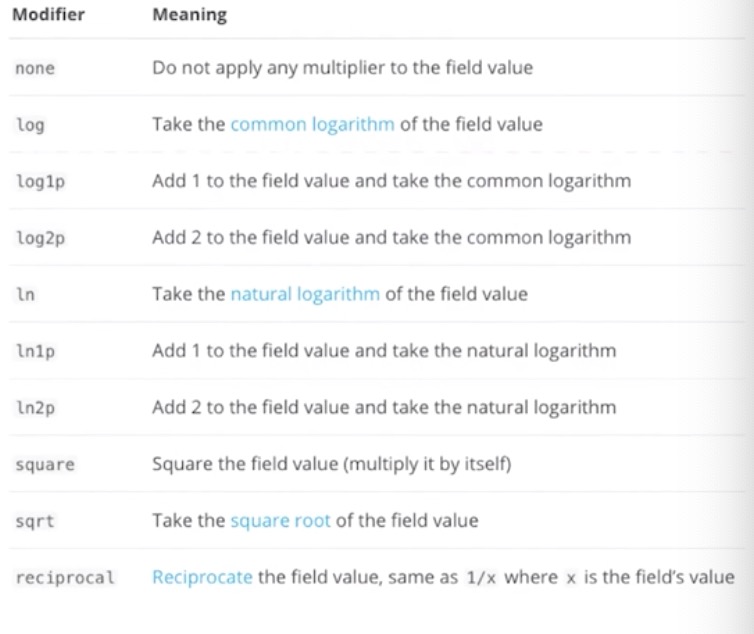 Modifier Meaning
none Do not apply any multiplier to the field value
log Take the common logarithm of the field value
log1p Add 1 to the field value and take the common logarithm
log2p Add 2 to the field value and take the common logarithm
ln Take the natural logarithm of the field value
ln1p Add 1 to the field value and take the natural logarithm
ln2p Add 2 to the field value and take the natural logarithm
square Square the field value (multiply it by itself)
sqrt Take the square root of the field value
reciprocal Reciprocate the field value, same as 1/x where x is the field's value